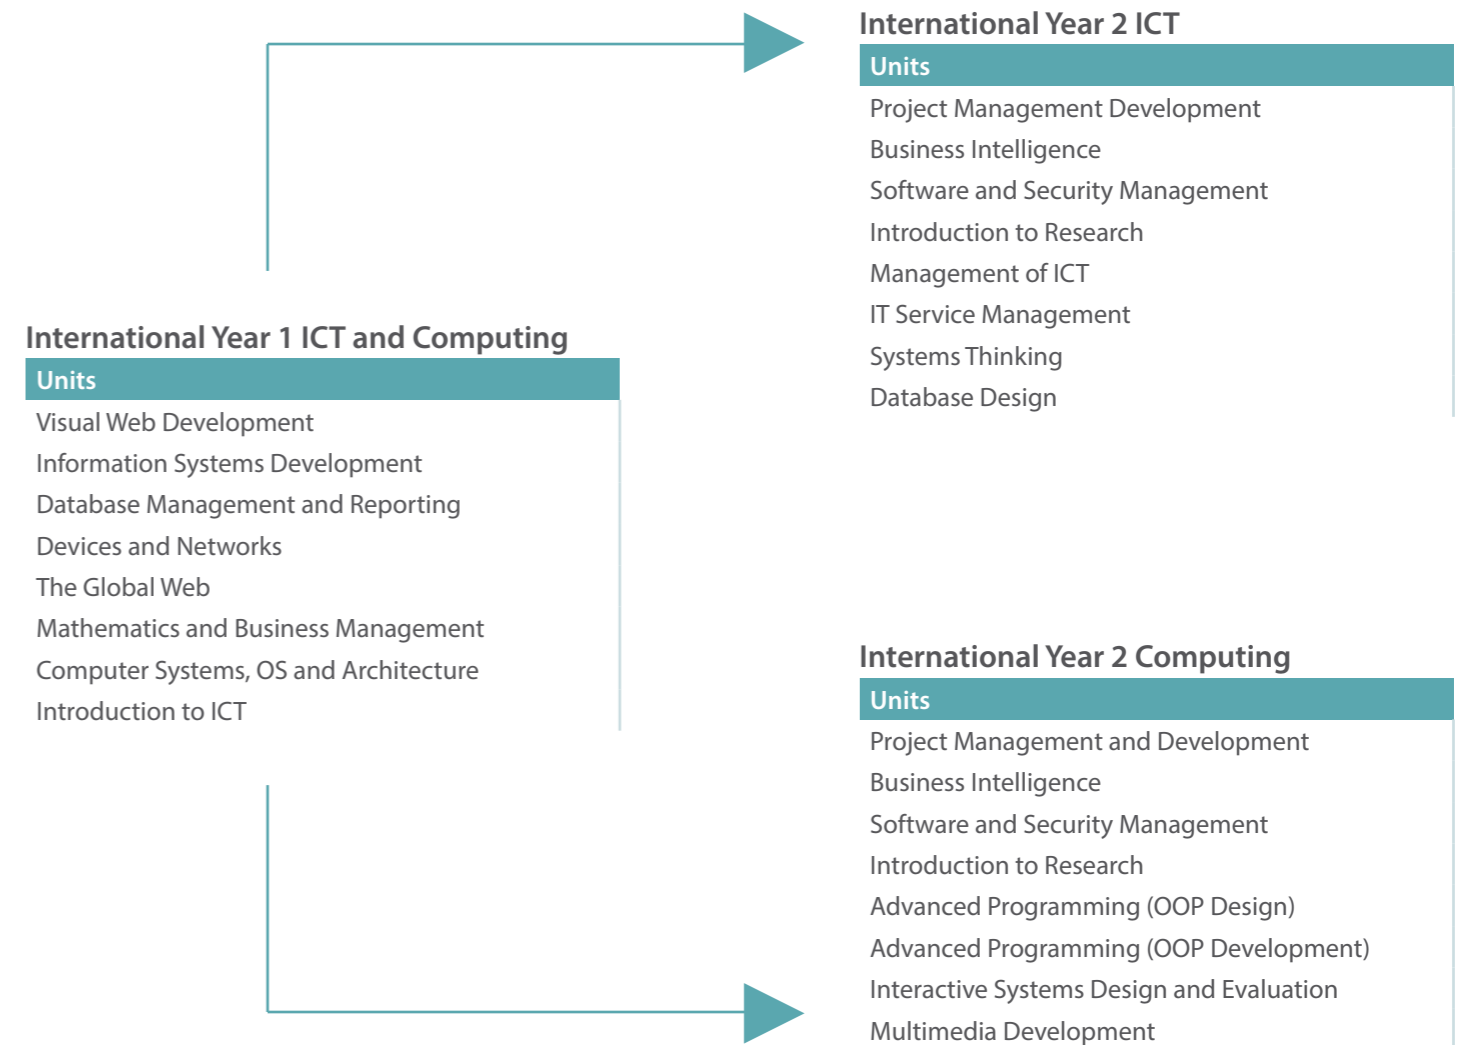 International Year 2 ICT
Units
Project Management Development
Business Intelligence
Software and Security Management
Introduction to Research
Management of ICT
IT Service Management
Systems Thinking
Database Design
International Year 1 ICT and Computing
Units
Visual Web Development
Information Systems Development
Database Management and Reporting
Devices and Networks
The Global Web
Mathematics and Business Management
Computer Systems, OS and Architecture
Introduction to ICT
International Year 2 Computing
Units
Project Management and Development
Business Intelligence
Software and Security Management
Introduction to Research
Advanced Programming (OOP Design)
Advanced Programming (OOP Development)
Interactive Systems Design and Evaluation
Multimedia Development